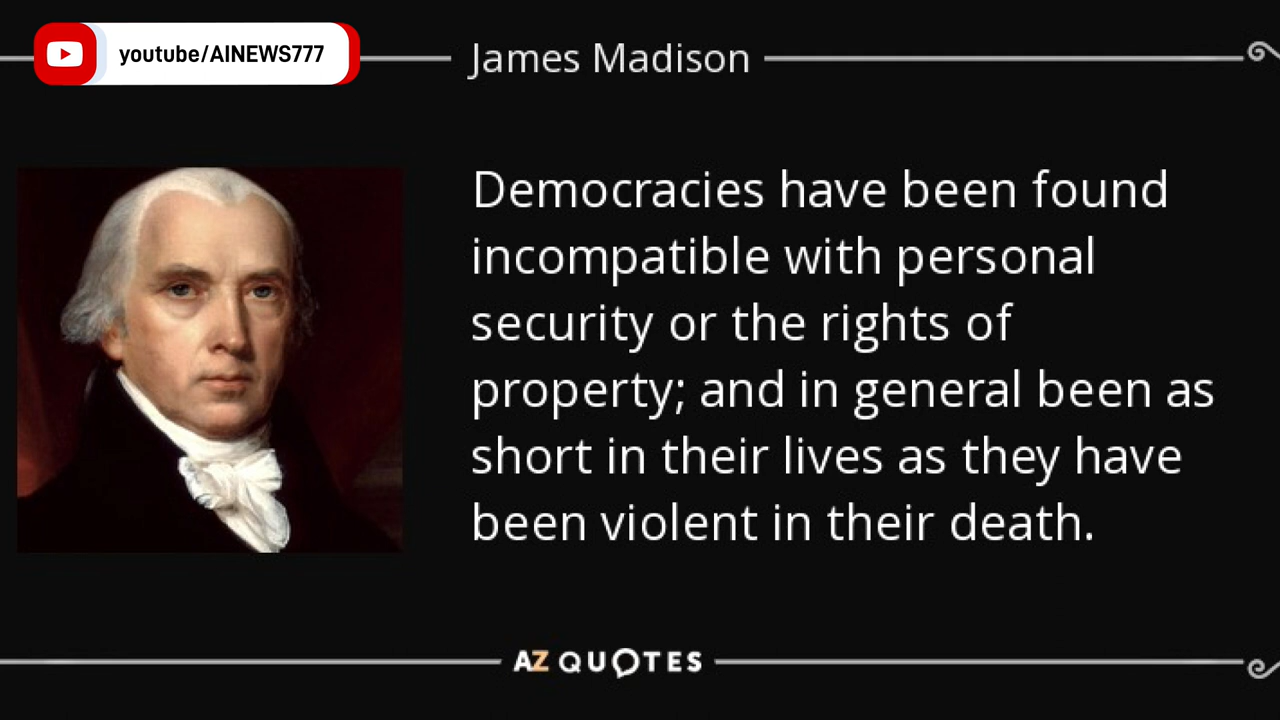 youtube/AINEWS777
James Madison
Democracies have been found
incompatible with personal
security or the rights of
property; and in general been as
short in their lives as they have
been violent in their death.
AZ QUOTES